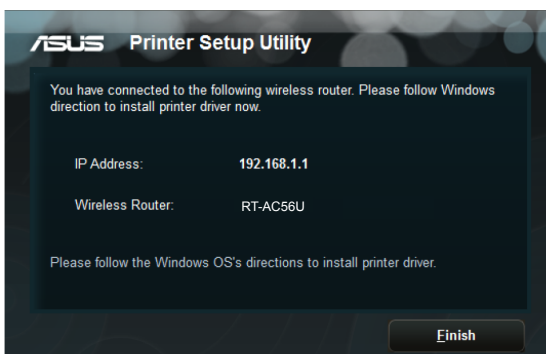 ASUS Printer Setup Utility
You have connected to the following wireless router. Please follow Windows
direction to install printer driver now.
IP Address: 192.168.1.1
Wireless Router: RT-AC56U
Please follow the Windows OS's directions to install printer driver.
Finish